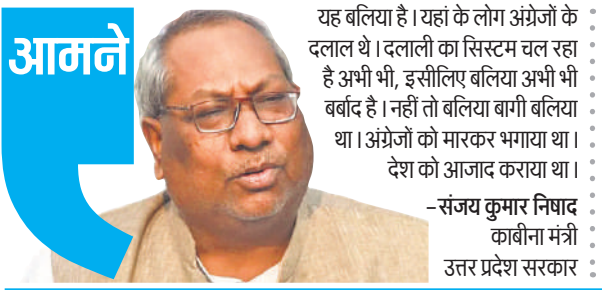 आमने
यह बलिया है। यहां के लोग अंग्रेजों के
दलाल थे। दलाली का सिस्टम चल रहा
है अभी भी, इसीलिए बलिया अभी भी
बर्बाद है। नहीं तो बलिया बागी बलिया
था। अंग्रेजों को मारकर भगाया था।
देश को आजाद कराया था।
-संजय कुमार निषाद
काबीना मंत्री
उत्तर प्रदेश सरकार